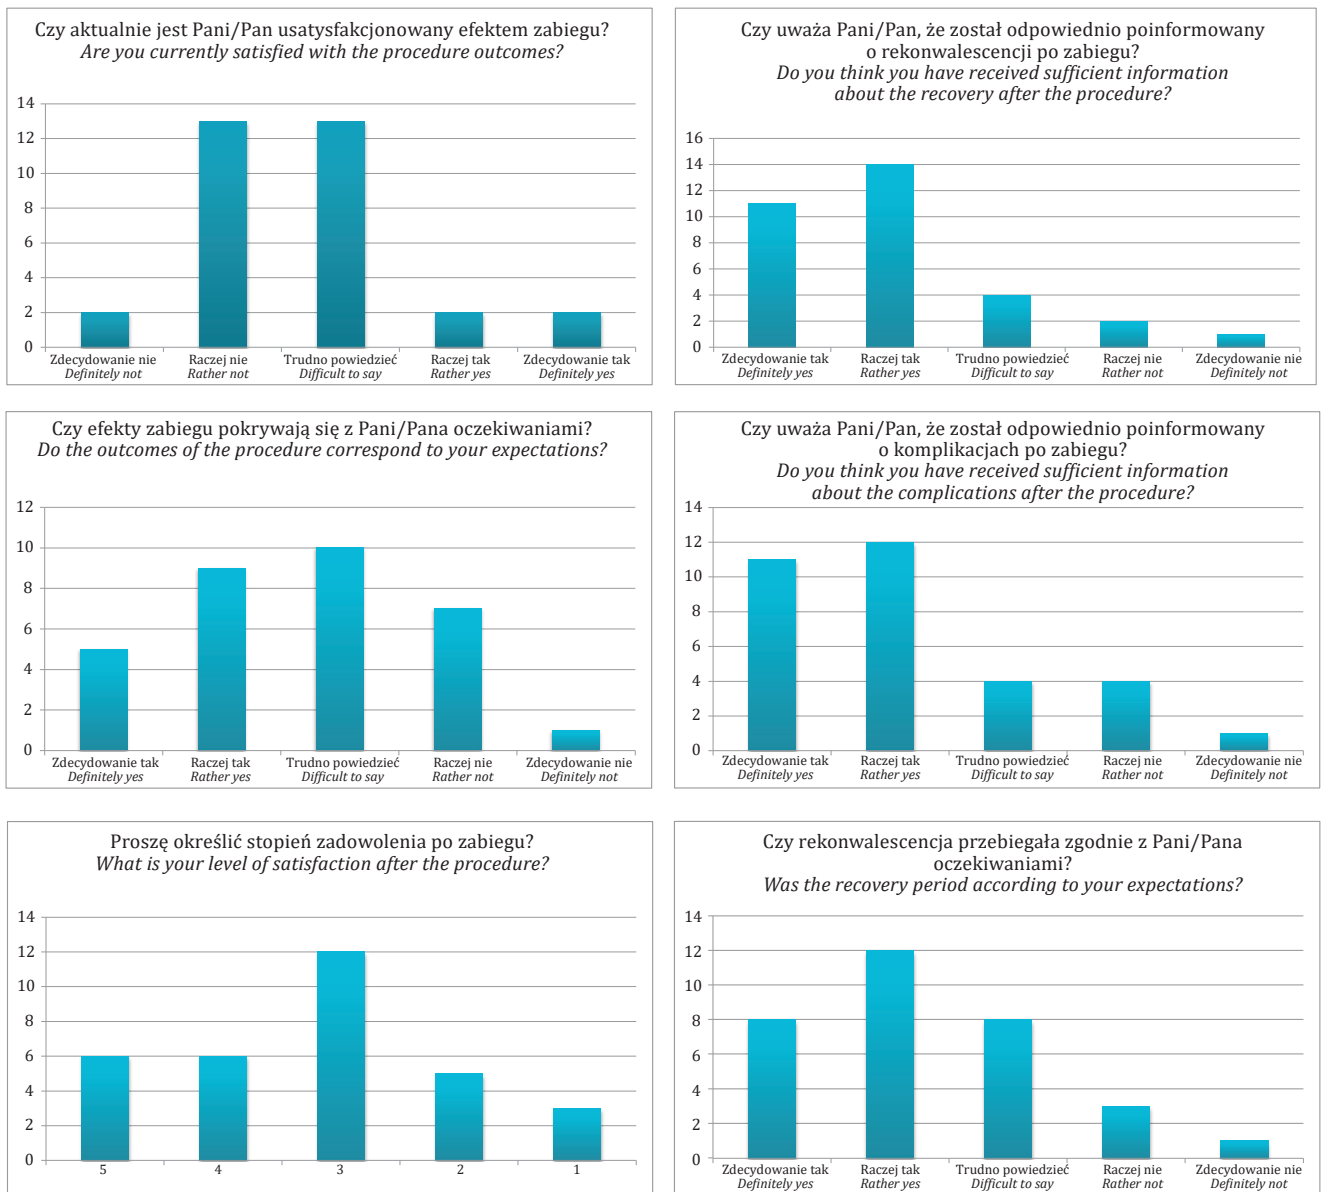 Czy aktualnie jest Pani/Pan usatysfakcjonowany efektem zabiegu?
Are you currently satisfied with the procedure outcomes?
14
12
10
8
6
4
2
0
Zdecydowanie nie Raczej nie Trudno powiedzieć Raczej tak Zdecydowanie tak
Definitely not Rather not Difficult to say Rather yes Definitely yes
Czy uważa Pani/Pan, że został odpowiednio poinformowany
o rekonwalescencji po zabiegu?
Do you think you have received sufficient information
about the recovery after the procedure?
16
14
12
10
8
6
4
2
0
Zdecydowanie tak Raczej tak Trudno powiedzieć Raczej nie Zdecydowanie nie
Definitely yes Rather yes Difficult to say Rather not Definitely not
Czy efekty zabiegu pokrywają się z Pani/Pana oczekiwaniami?
Do the outcomes of the procedure correspond to your expectations?
12
10
8
6
4
2
0
Zdecydowanie tak Raczej tak Trudno powiedzieć Raczej nie Zdecydowanie nie
Definitely yes Rather yes Difficult to say Rather not Definitely not
Czy uważa Pani/Pan, że został odpowiednio poinformowany
o komplikacjach po zabiegu?
Do you think you have received sufficient information
about the complications after the procedure?
14
12
10
8
6
4
2
0
Zdecydowanie tak Raczej tak Trudno powiedzieć Raczej nie Zdecydowanie nie
Definitely yes Rather yes Difficult to say Rather not Definitely not
Proszę określić stopień zadowolenia po zabiegu?
What is your level of satisfaction after the procedure?
14
12
10
8
6
4
2
0
5 4 3 2 1
Czy rekonwalescencja przebiegała zgodnie z Pani/Pana
oczekiwaniami?
Was the recovery period according to your expectations?
14
12
10
8
6
4
2
0
Zdecydowanie tak Raczej tak Trudno powiedzieć Raczej nie Zdecydowanie nie
Definitely yes Rather yes Difficult to say Rather not Definitely not